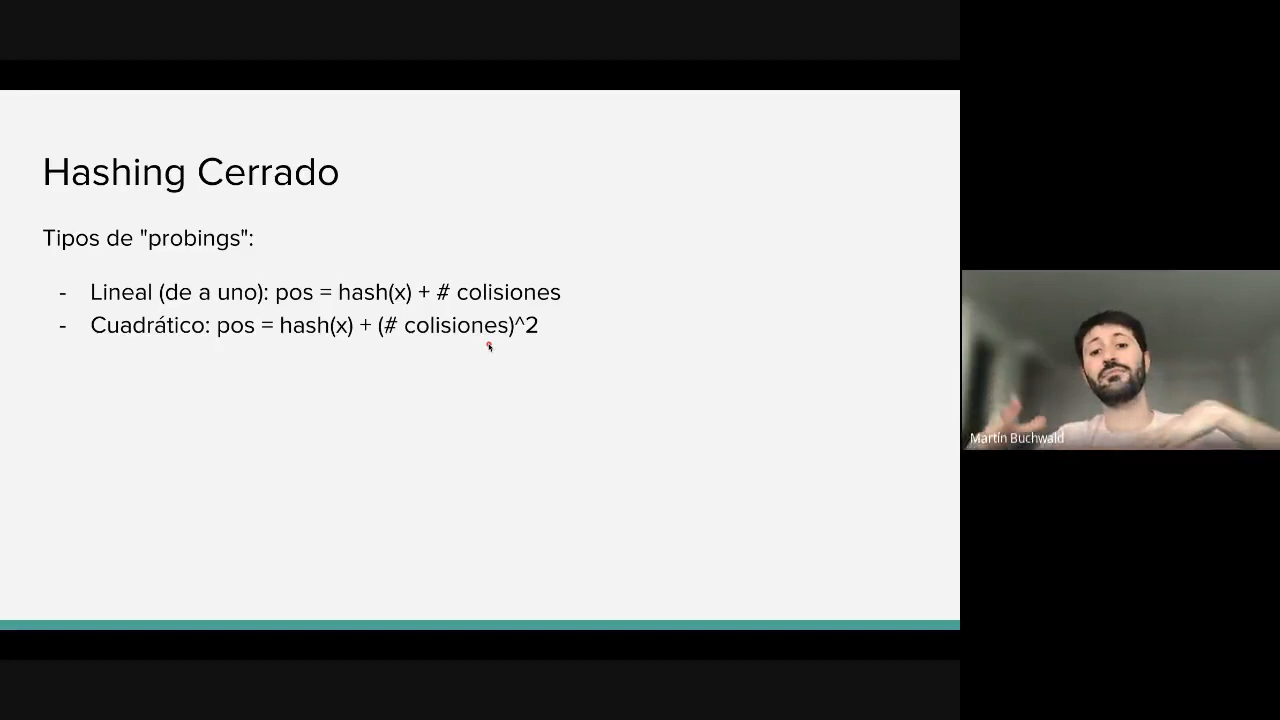 Hashing Cerrado
Tipos de "probings":
- Lineal (de a uno): pos = hash(x) + # colisiones
- Cuadrático: pos = hash(x) + (# colisiones)^2
Martín Buchwald